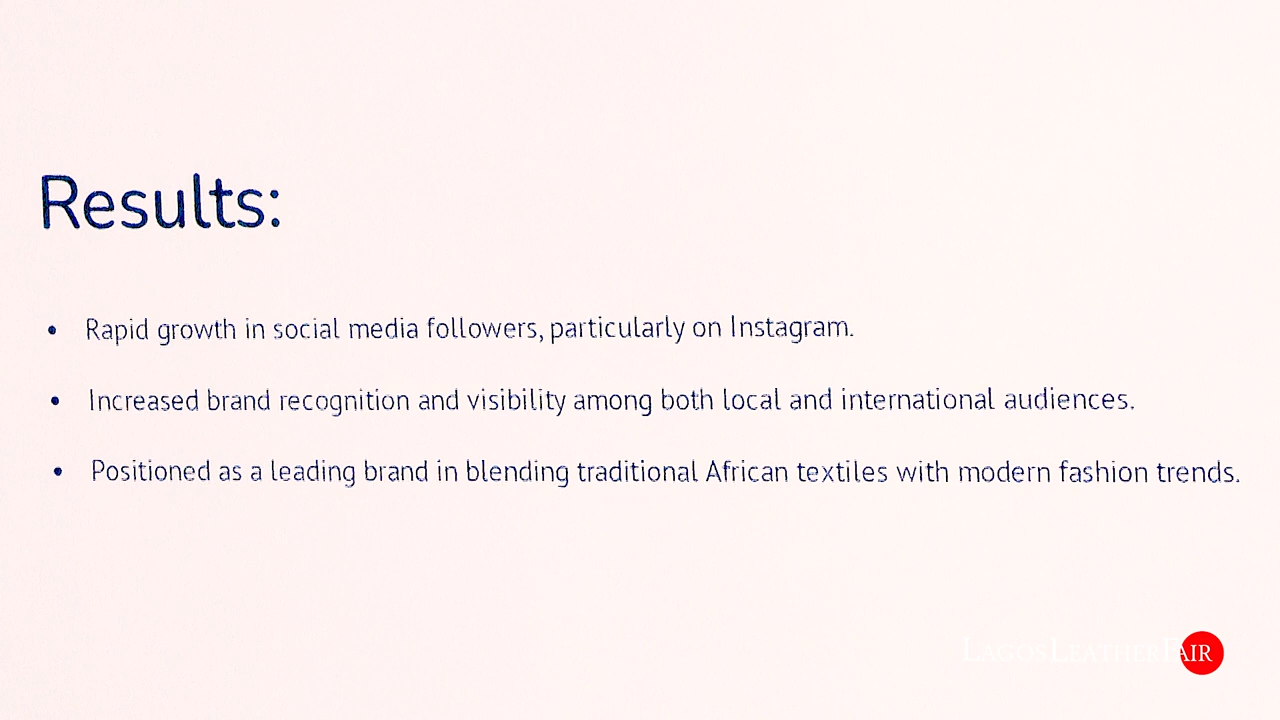 Results:
• Rapid growth in social media followers, particularly on Instagram.
• Increased brand recognition and visibility among both local and international audiences.
• Positioned as a leading brand in blending traditional African textiles with modern fashion trends.
LAGOSLEATHERFAIR